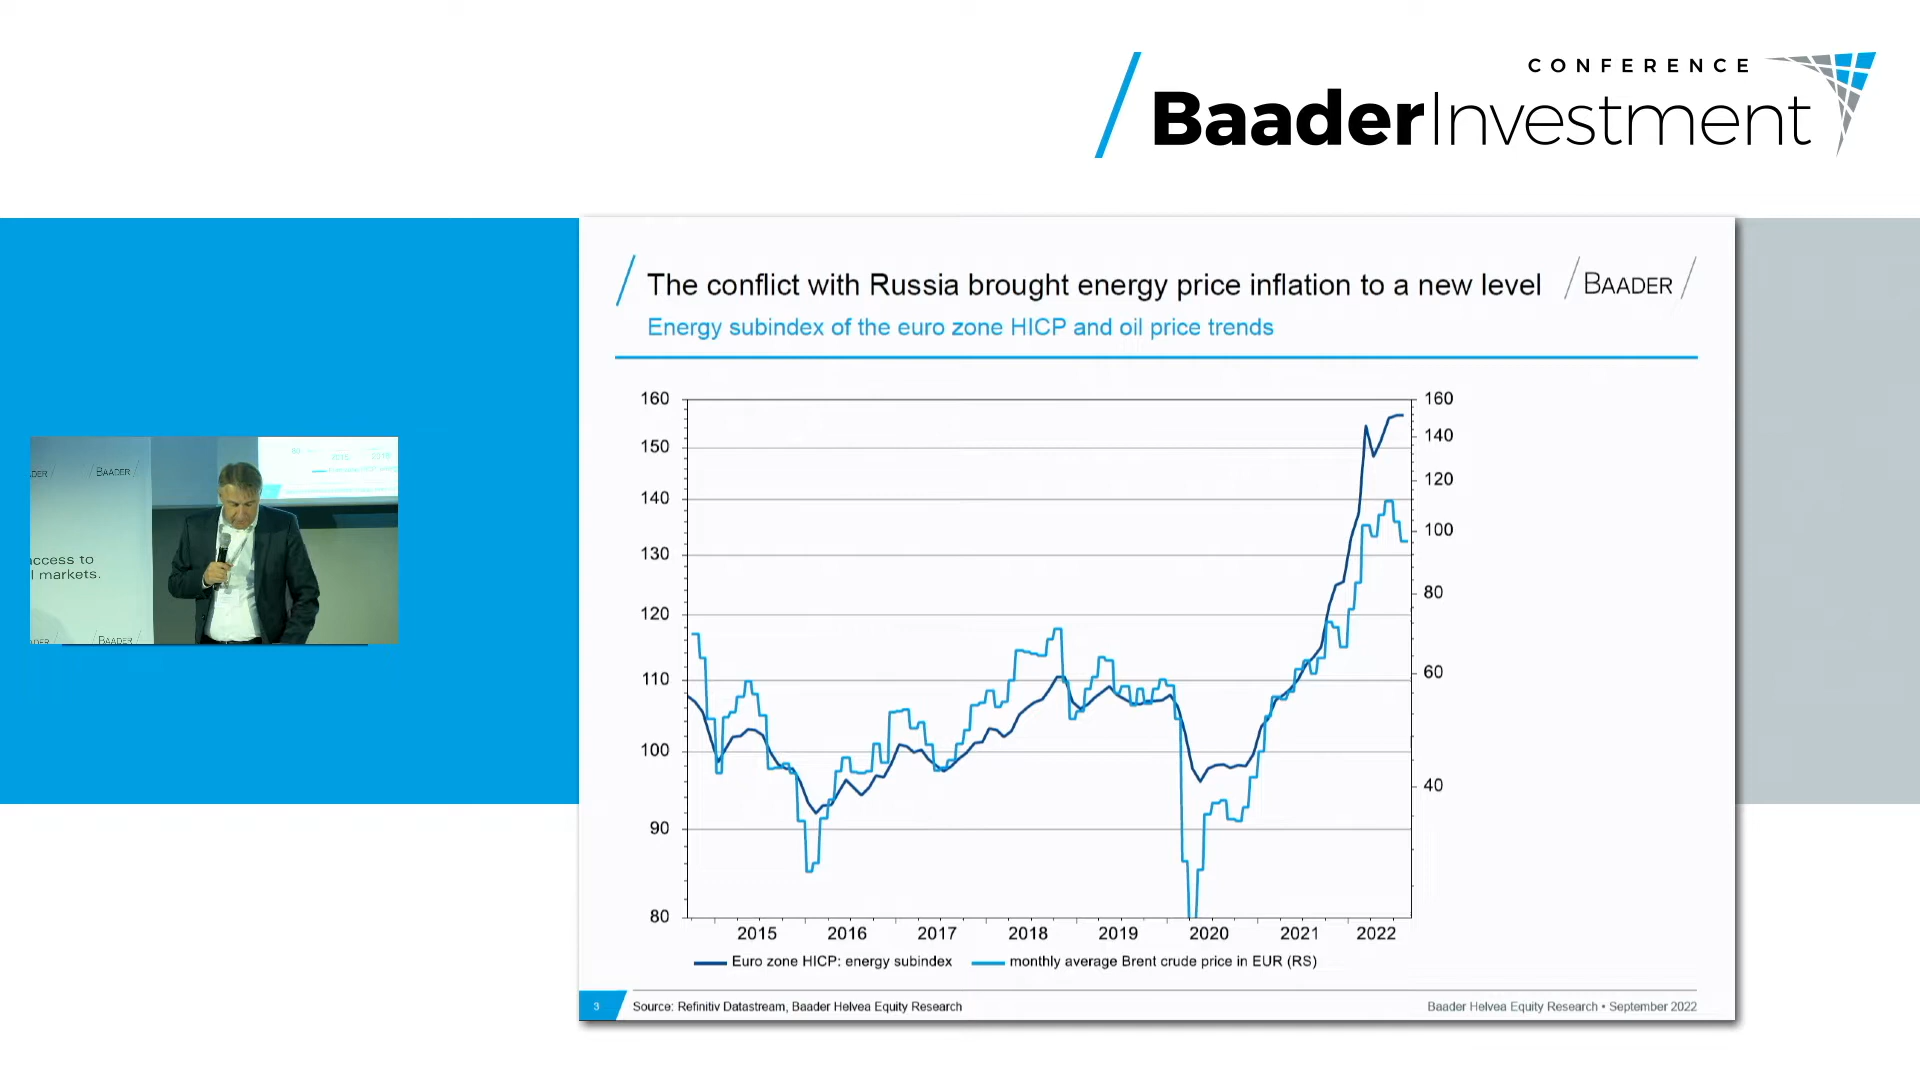 CONFERENCE
BaaderInvestment
The conflict with Russia brought energy price inflation to a new level
BAADER
Energy subindex of the euro zone HICP and oil price trends
160
150
140
130
120
110
100
90
80
160
140
120
100
80
60
40
2015 2016 2017 2018 2019 2020 2021 2022
Euro zone HICP: energy subindex
monthly average Brent crude price in EUR (RS)
3
Source: Refinitiv Datastream, Baader Helvea Equity Research
Baader Helvea Equity Research • September 2022
BAADER
access to
markets.
BAADER